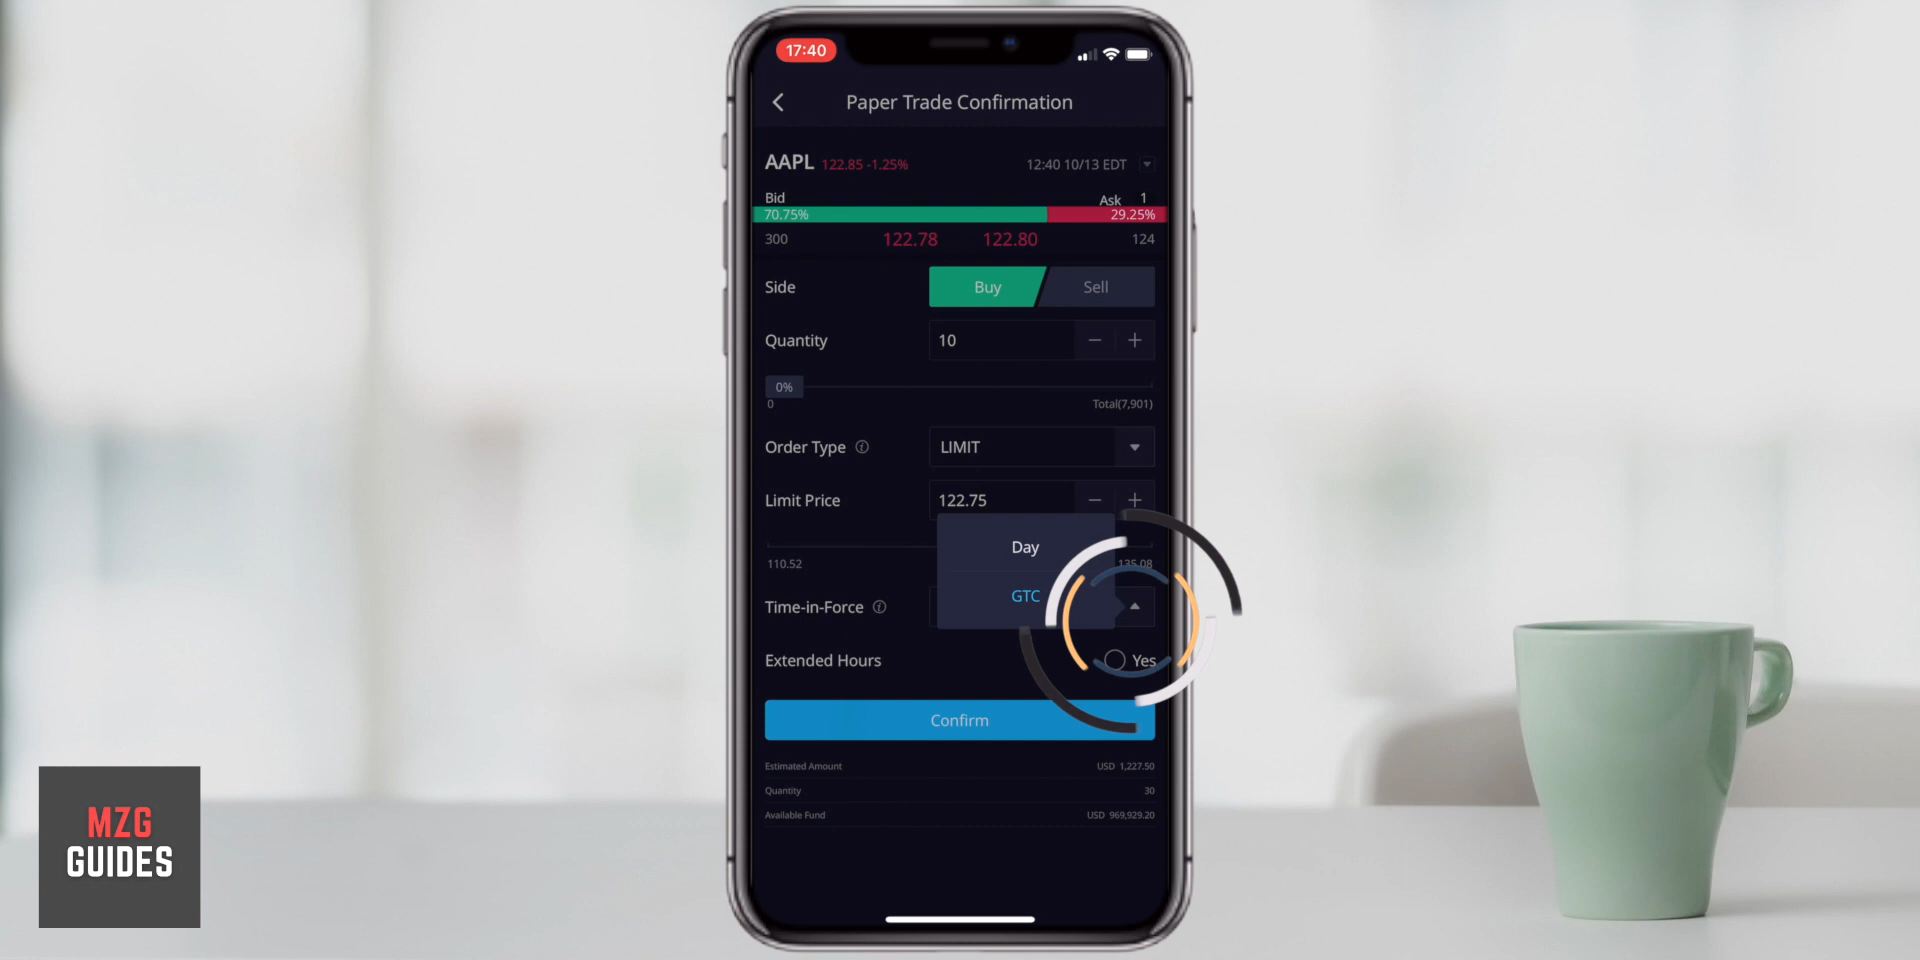 17:40
Paper Trade Confirmation
AAPL 122.85 -1.25% 12:40 10/13 EDT
Bid Ask 1
70.75% 29.25%
300 122.78 122.80 124
Side Buy Sell
Quantity 10 − +
0%
0 Total(7,901)
Order Type LIMIT
Limit Price 122.75 − +
Day
110.52 135.08
GTC
Time-in-Force
Extended Hours Yes
Confirm
Estimated Amount USD 1,227.50
Quantity 30
Available Fund USD 969,929.20
MZG
GUIDES